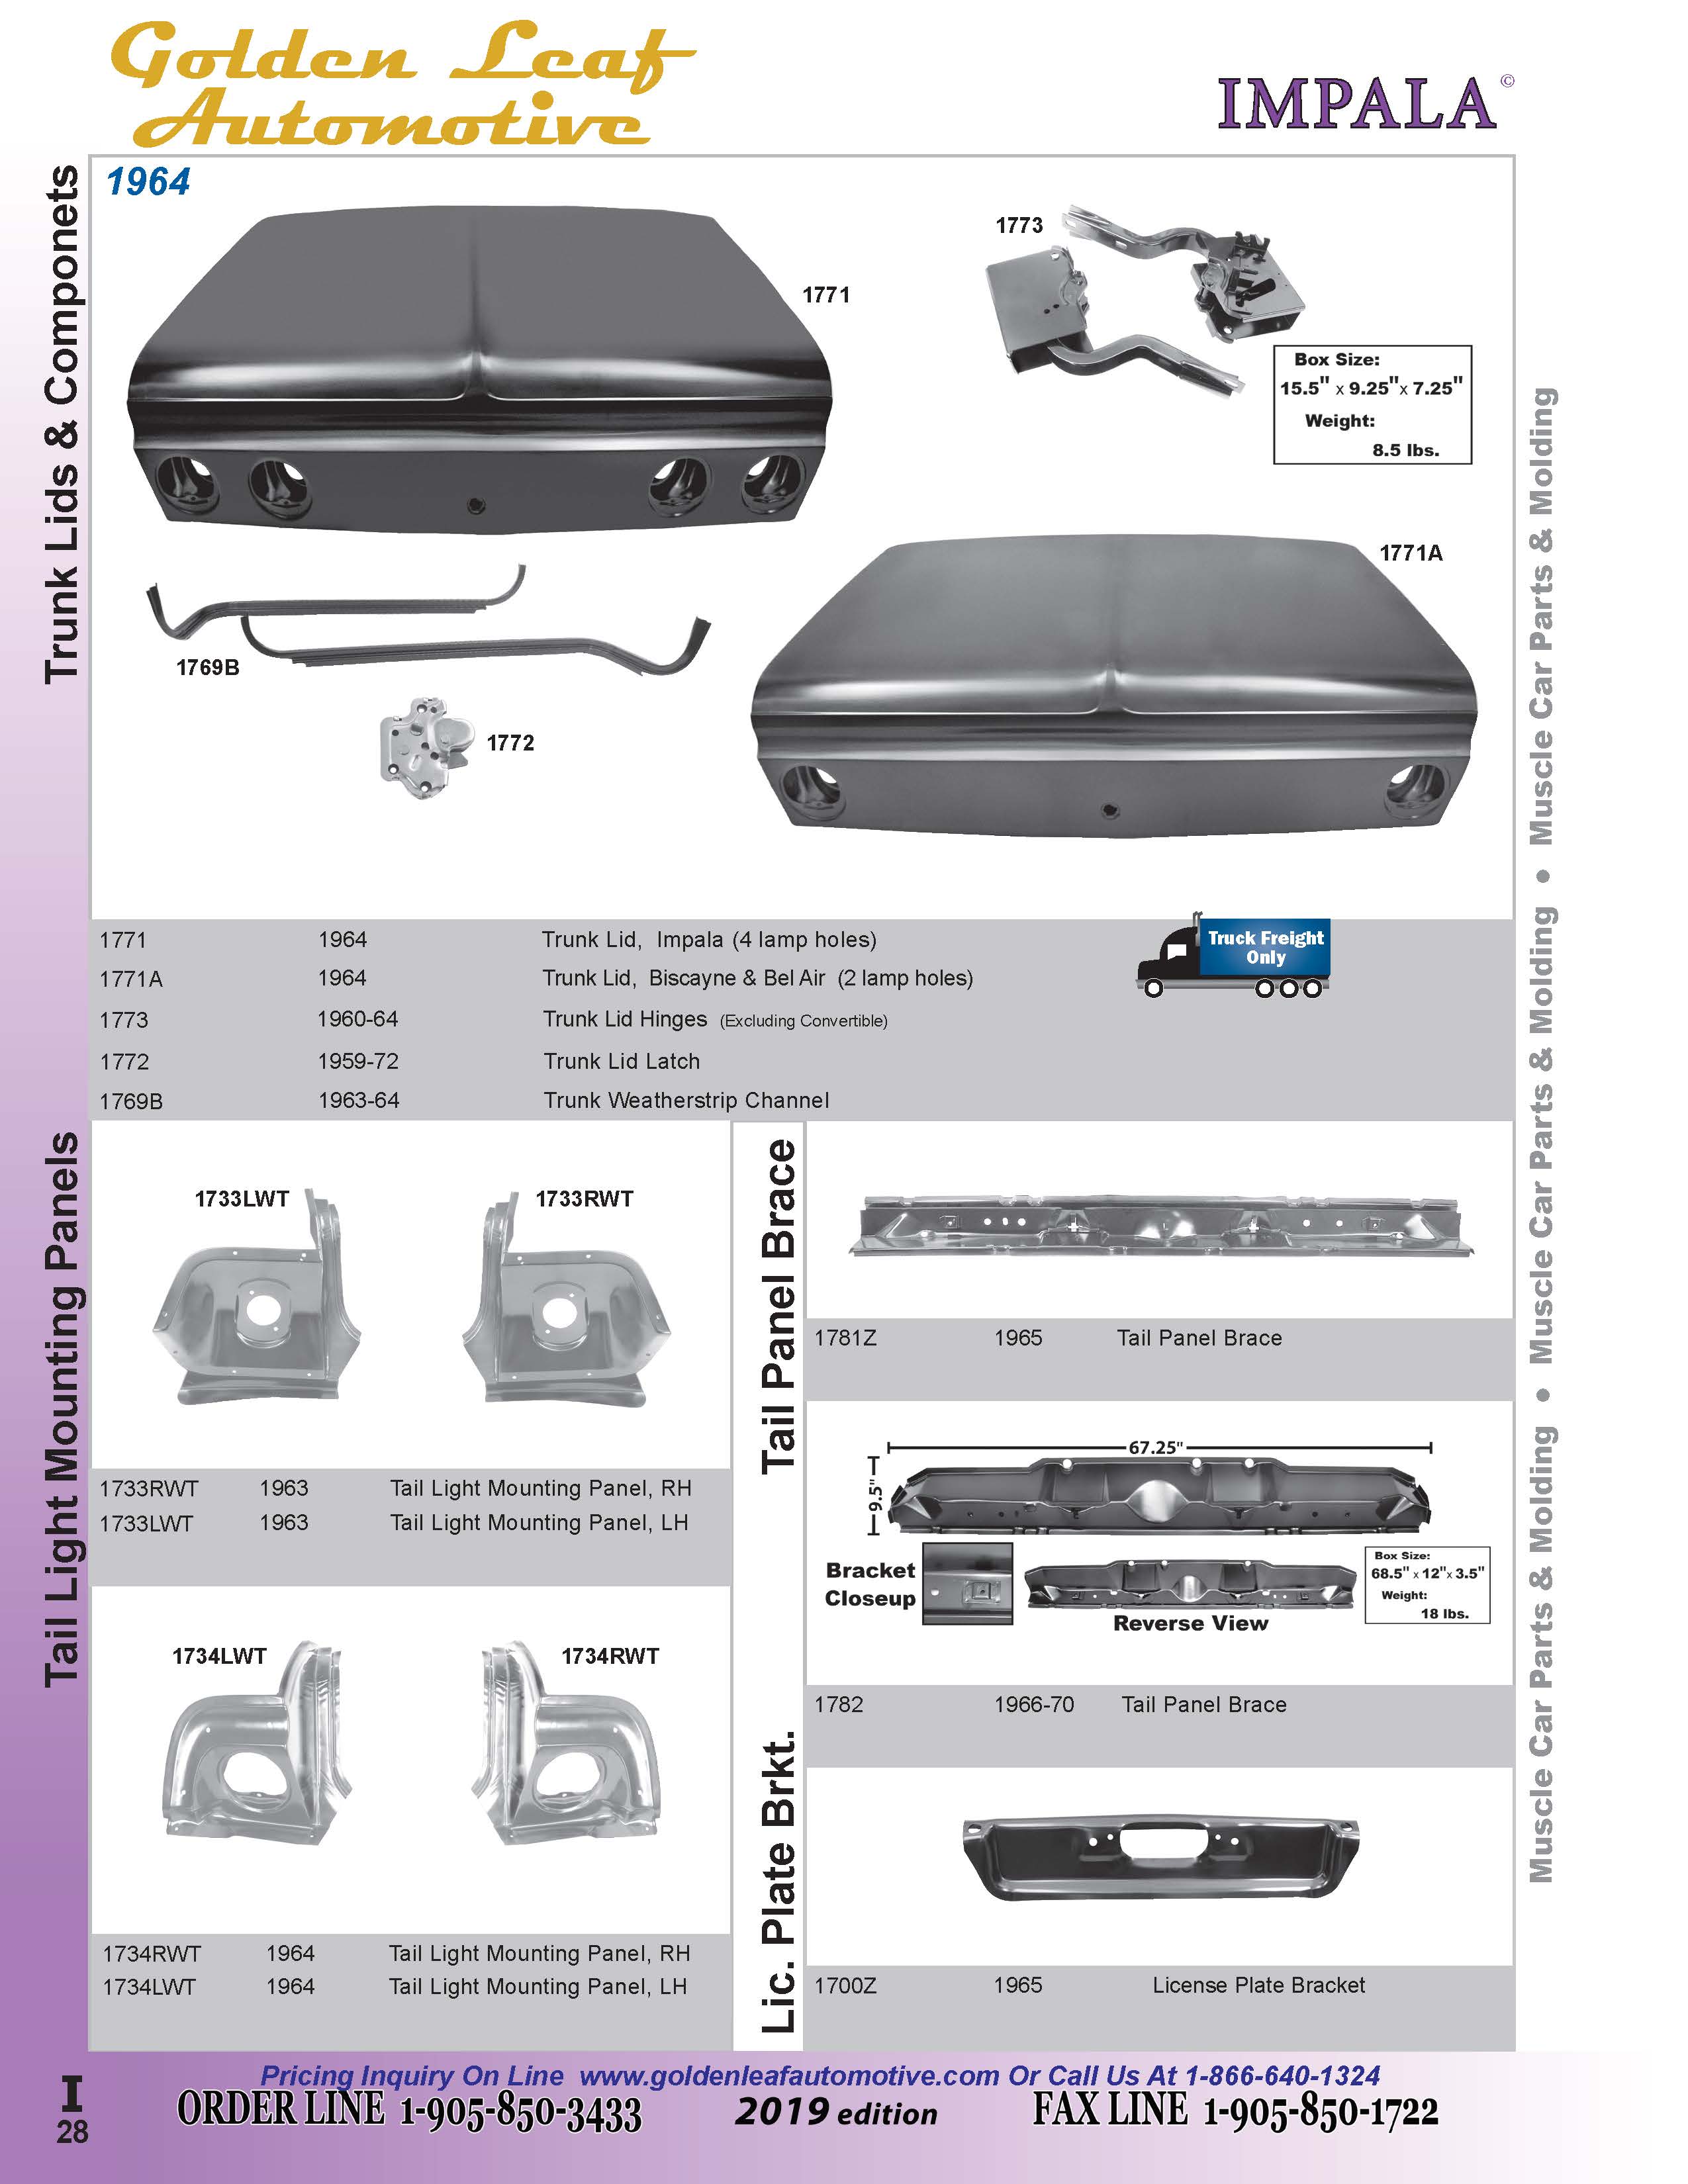 Golden Leaf
Automotive
IMPALA©
Trunk Lids & Componets
1964
1773
1771
Box Size:
15.5" x 9.25"x 7.25"
Weight:
8.5 lbs.
1771A
1769B
1772
1771 1964 Trunk Lid, Impala (4 lamp holes)
1771A 1964 Trunk Lid, Biscayne & Bel Air (2 lamp holes)
1773 1960-64 Trunk Lid Hinges (Excluding Convertible)
1772 1959-72 Trunk Lid Latch
1769B 1963-64 Trunk Weatherstrip Channel
Truck Freight
Only
Tail Light Mounting Panels
1733LWT
1733RWT
1733RWT 1963 Tail Light Mounting Panel, RH
1733LWT 1963 Tail Light Mounting Panel, LH
1734LWT
1734RWT
1734RWT 1964 Tail Light Mounting Panel, RH
1734LWT 1964 Tail Light Mounting Panel, LH
Tail Panel Brace
1781Z 1965 Tail Panel Brace
67.25"
9.5"
Bracket
Closeup
Reverse View
Box Size:
68.5" x 12"x 3.5"
Weight:
18 lbs.
1782 1966-70 Tail Panel Brace
Lic. Plate Brkt.
1700Z 1965 License Plate Bracket
Muscle Car Parts & Molding • Muscle Car Parts & Molding • Muscle Car Parts & Molding
Pricing Inquiry On Line www.goldenleafautomotive.com Or Call Us At 1-866-640-1324
I
28
ORDER LINE 1-905-850-3433
2019 edition
FAX LINE 1-905-850-1722